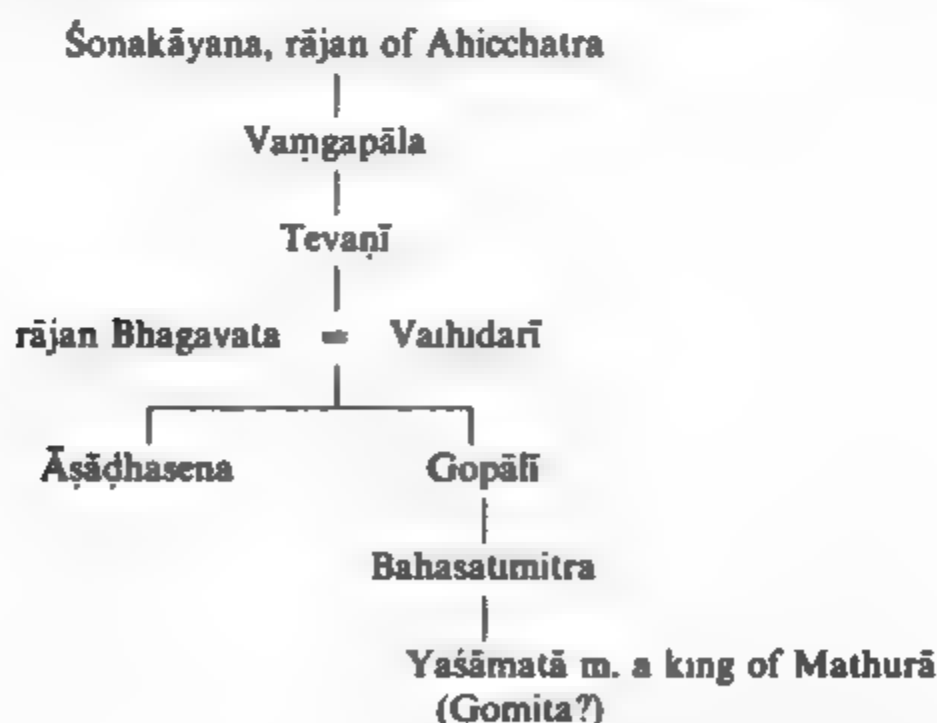 Śonakāyana, rājan of Ahicchatra
Vaṃgapāla
Tevaṇī
rājan Bhagavata = Vaihidarī
Āṣāḍhasena Gopālī
Bahasatimitra
Yaśāmatā m. a king of Mathurā
(Gomita?)